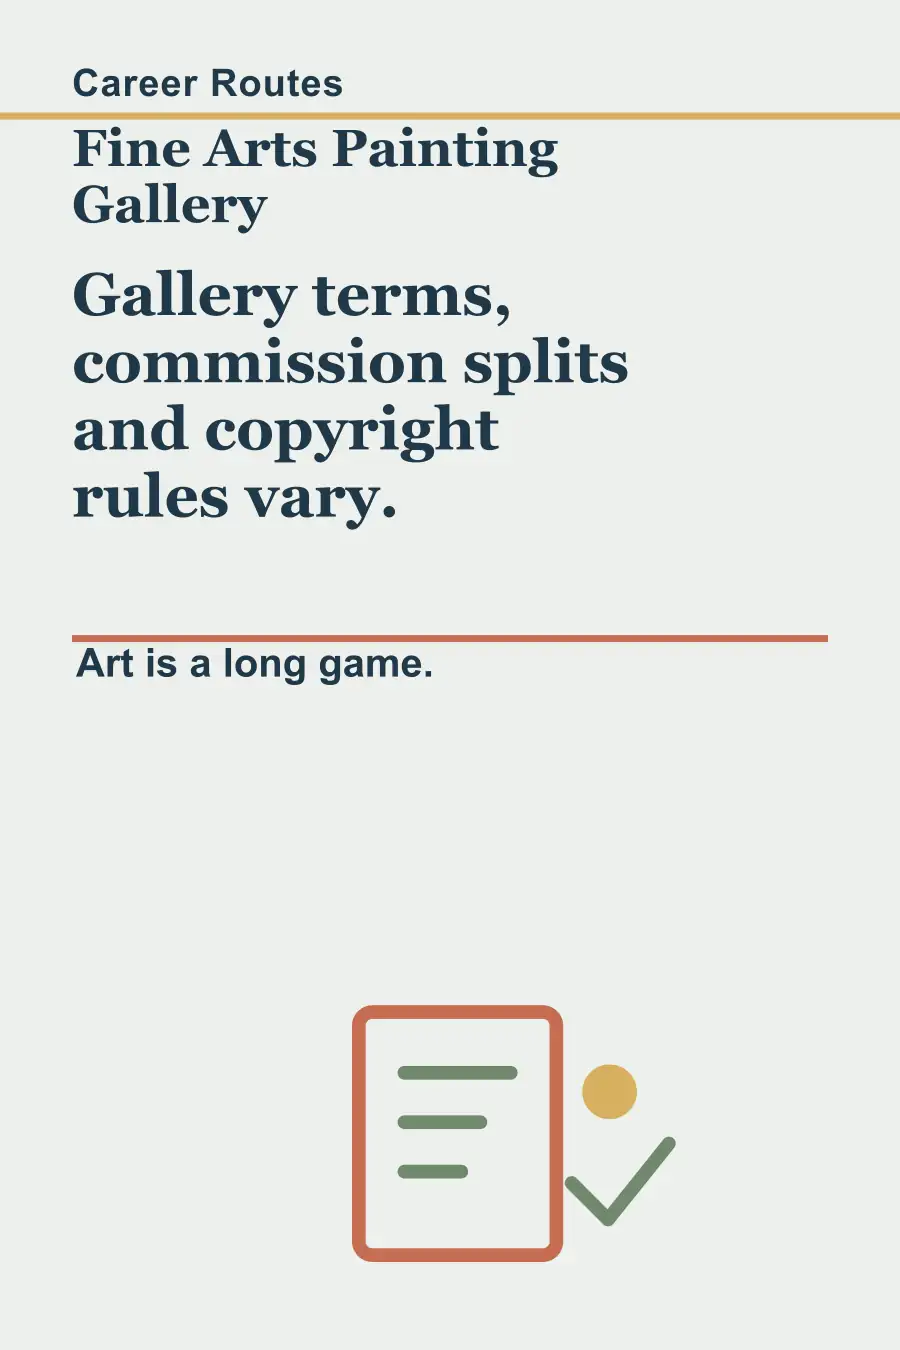 Career Routes
Fine Arts Painting
Gallery
Gallery terms,
commission splits
and copyright
rules vary.
Art is a long game.